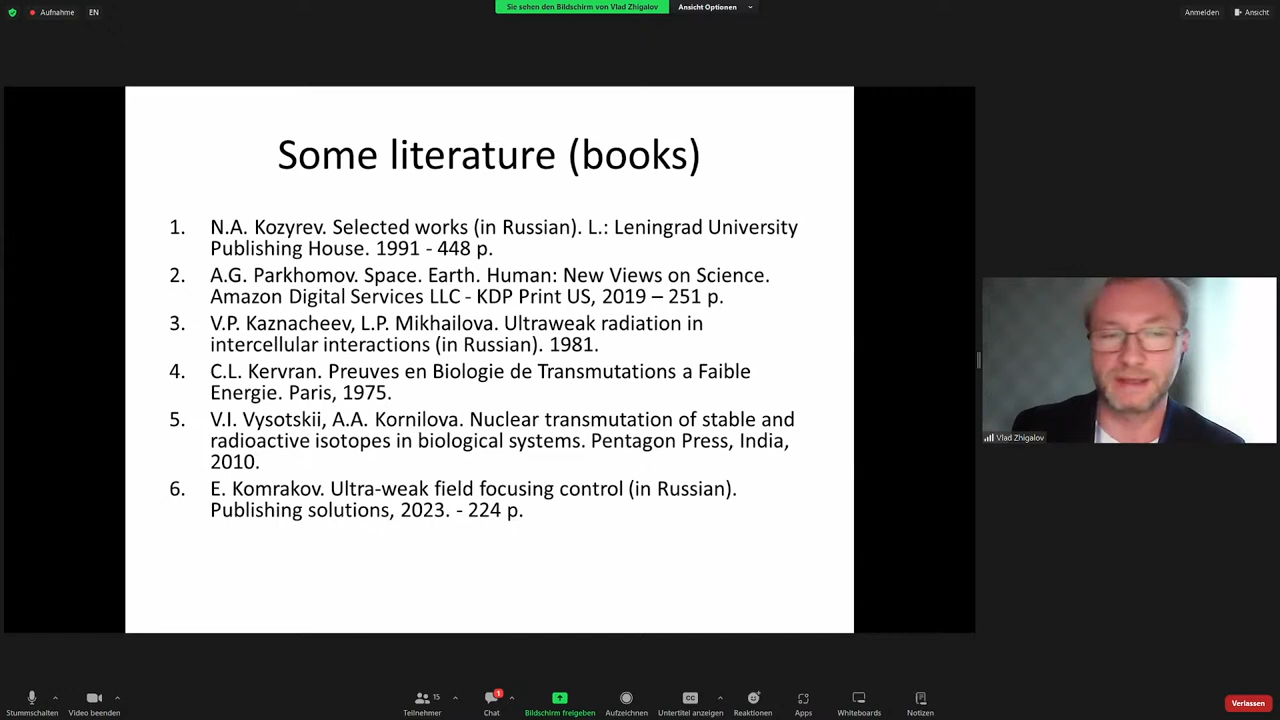 Aufnahme EN Sie sehen den Bildschirm von Vlad Zhigalov Ansicht Optionen Anmelden Ansicht
Some literature (books)
1. N.A. Kozyrev. Selected works (in Russian). L.: Leningrad University
Publishing House. 1991 - 448 p.
2. A.G. Parkhomov. Space. Earth. Human: New Views on Science.
Amazon Digital Services LLC - KDP Print US, 2019 – 251 p.
3. V.P. Kaznacheev, L.P. Mikhailova. Ultraweak radiation in
intercellular interactions (in Russian). 1981.
4. C.L. Kervran. Preuves en Biologie de Transmutations a Faible
Energie. Paris, 1975.
5. V.I. Vysotskii, A.A. Kornilova. Nuclear transmutation of stable and
radioactive isotopes in biological systems. Pentagon Press, India,
2010.
6. E. Komrakov. Ultra-weak field focusing control (in Russian).
Publishing solutions, 2023. - 224 p.
Vlad Zhigalov
15 1 CC
Stummschalten Video beenden Teilnehmer Chat Bildschirm freigeben Aufzeichnen Untertitel anzeigen Reaktionen Apps Whiteboards Notizen Verlassen